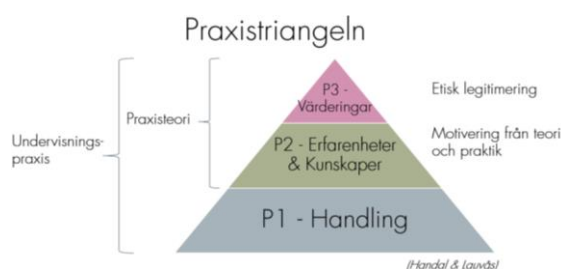 Praxistriangeln
P3 -
Värderingar
Etisk legitimering
Praxisteori
Undervisnings-
praxis
P2 - Erfarenheter
& Kunskaper
Motivering från teori
och praktik
P1 - Handling
(Handal & Lauvås)